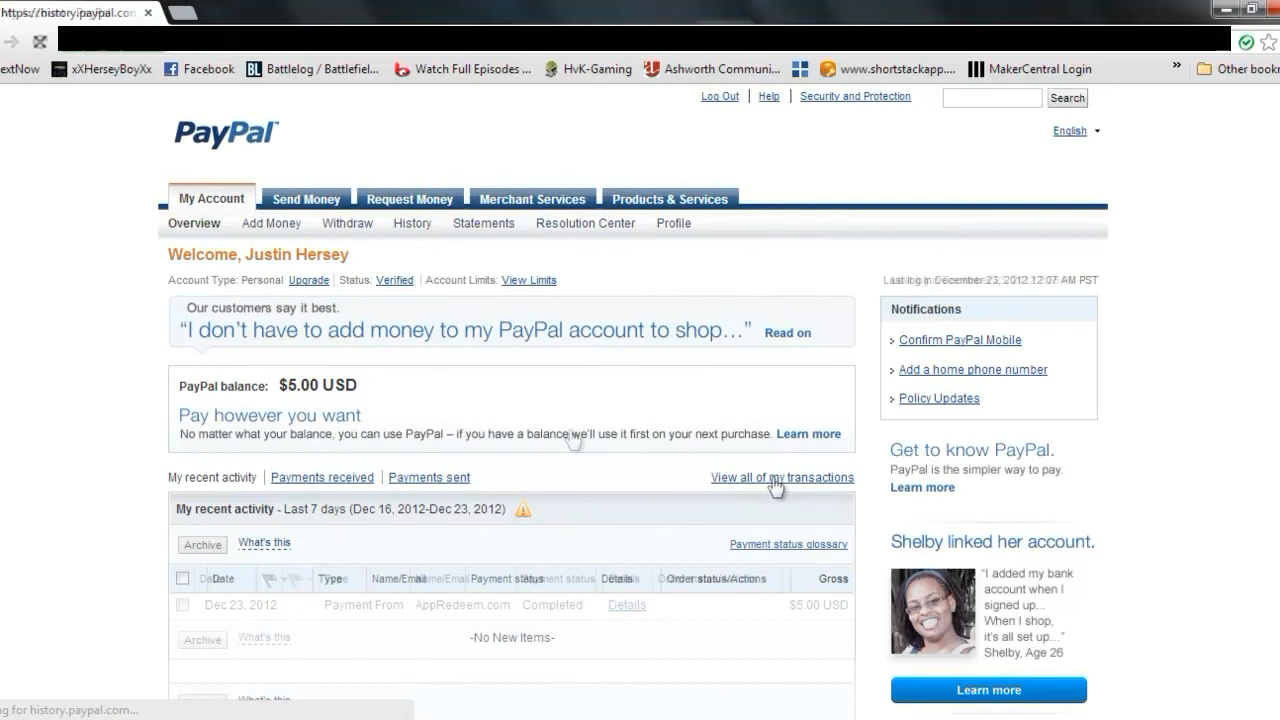 https://history.paypal.com
extNow xXHerseyBoyXx Facebook Battlelog / Battlefiel... Watch Full Episodes ... HvK-Gaming Ashworth Communi... www.shortstackapp.... MakerCentral Login » Other bookm
Log Out Help Security and Protection Search
PayPal
English
My Account Send Money Request Money Merchant Services Products & Services
Overview Add Money Withdraw History Statements Resolution Center Profile
Welcome, Justin Hersey
Account Type: Personal Upgrade Status: Verified Account Limits: View Limits
Last log in December 23, 2012 12:05 AM PST
Our customers say it best.
“I don’t have to add money to my PayPal account to shop...” Read on
Notifications
Confirm PayPal Mobile
Add a home phone number
Policy Updates
PayPal balance: $5.00 USD
Pay however you want
No matter what your balance, you can use PayPal – if you have a balance we'll use it first on your next purchase. Learn more
Get to know PayPal.
PayPal is the simpler way to pay.
Learn more
My recent activity Payments received Payments sent View all of my transactions
My recent activity - Last 7 days (Dec 16, 2012-Dec 23, 2012)
Archive What's this Payment status glossary
Date Type Name/Email Payment status Details Order status/Actions Gross
Dec 23, 2012 Payment From AppRedeem.com Completed Details $5.00 USD
Archive What's this -No New Items-
What's this
Shelby linked her account.
“I added my bank
account when I
signed up...
When I shop,
it’s all set up...”
Shelby, Age 26
Learn more
ng for history.paypal.com...